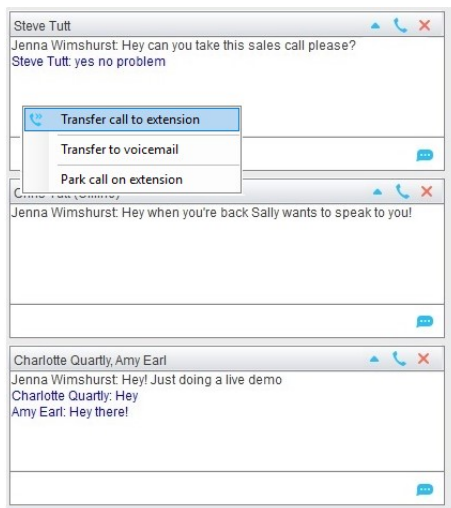 Steve Tutt
Jenna Wimshurst: Hey can you take this sales call please?
Steve Tutt: yes no problem
Transfer call to extension
Transfer to voicemail
Park call on extension
Jenna Wimshurst: Hey when you're back Sally wants to speak to you!
Charlotte Quartly, Amy Earl
Jenna Wimshurst: Hey! Just doing a live demo
Charlotte Quartly: Hey
Amy Earl: Hey there!